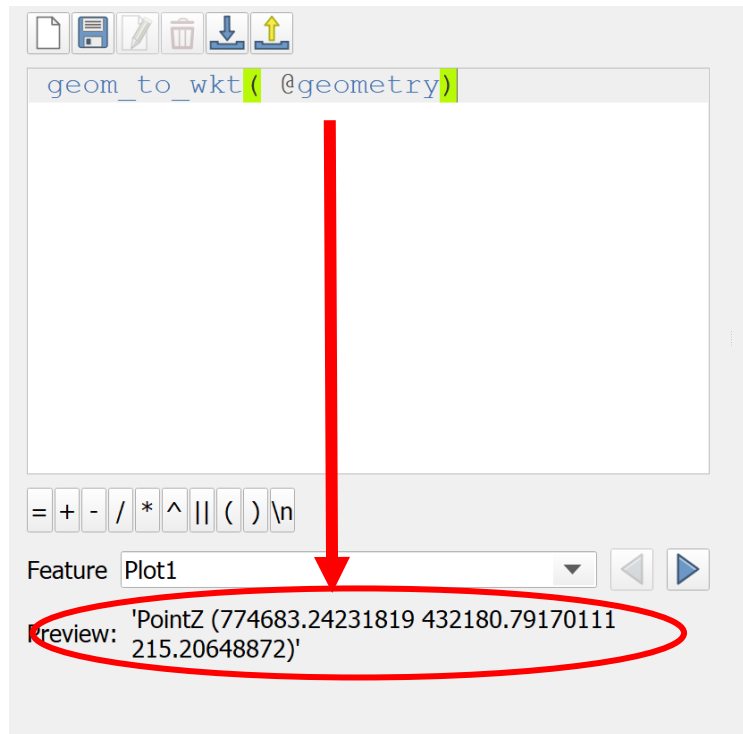 geom_to_wkt( @geometry)
= + - / * ^ || ( ) \n
Feature Plot1
Preview: 'PointZ (774683.24231819 432180.79170111
215.20648872)'